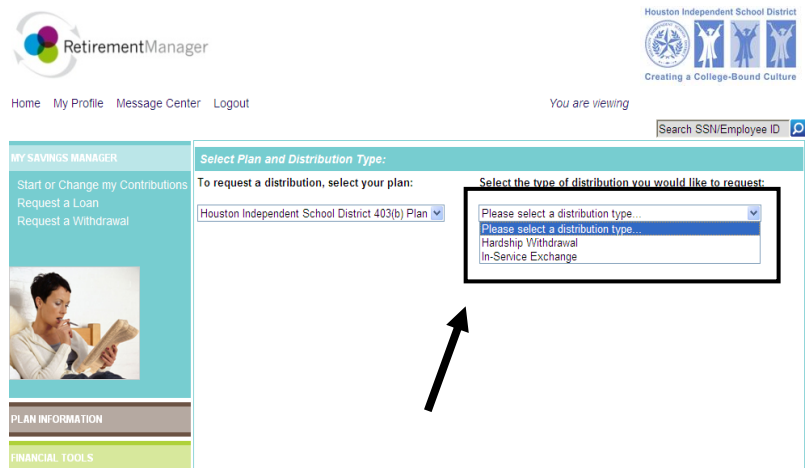 Houston Independent School District
RetirementManager
Creating a College-Bound Culture
Home My Profile Message Center Logout
You are viewing
Search SSN/Employee ID
MY SAVINGS MANAGER
Start or Change my Contributions
Request a Loan
Request a Withdrawal
Select Plan and Distribution Type:
To request a distribution, select your plan:
Houston Independent School District 403(b) Plan
Select the type of distribution you would like to request:
Please select a distribution type...
Please select a distribution type...
Hardship Withdrawal
In-Service Exchange
PLAN INFORMATION
FINANCIAL TOOLS